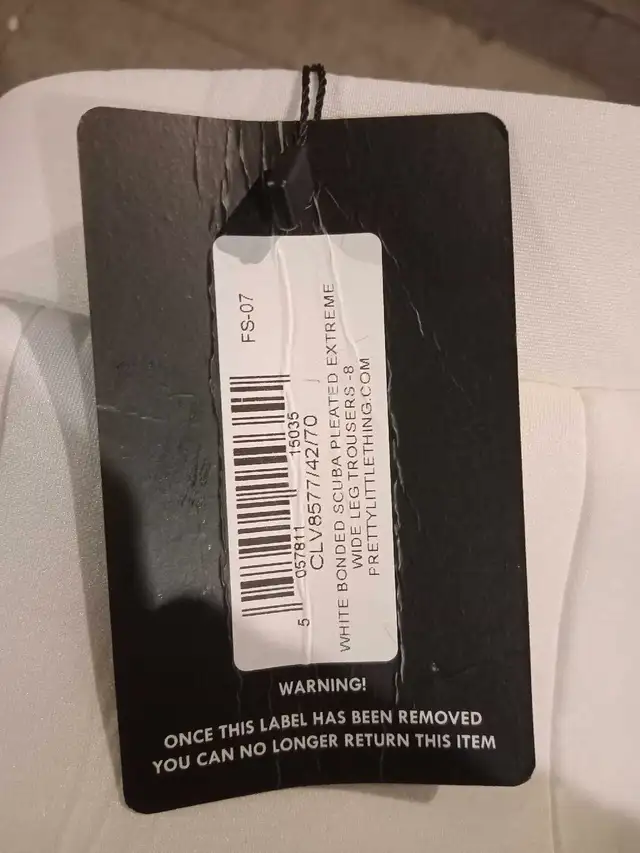 FS-07
5 057811 15035
CLV8577/42/70
WHITE BONDED SCUBA PLEATED EXTREME
WIDE LEG TROUSERS -8
PRETTYLITTLETHING.COM
WARNING!
ONCE THIS LABEL HAS BEEN REMOVED
YOU CAN NO LONGER RETURN THIS ITEM